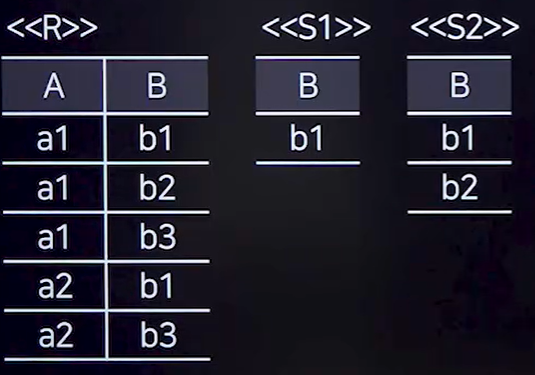 <<R>> <<S1>> <<S2>>
A B B B
a1 b1 b1 b1
a1 b2 b2
a1 b3
a2 b1
a2 b3